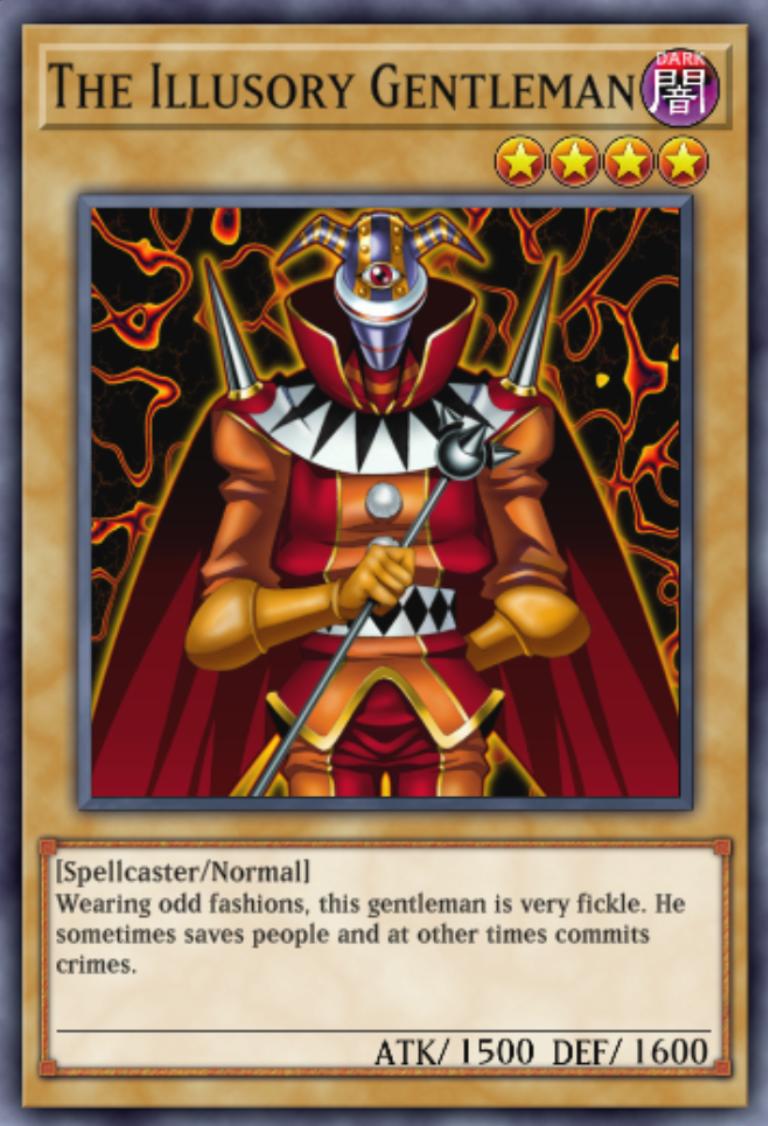 THE ILLUSORY GENTLEMAN
DARK
闇
[Spellcaster/Normal]
Wearing odd fashions, this gentleman is very fickle. He
sometimes saves people and at other times commits
crimes.
ATK/ 1500 DEF/ 1600